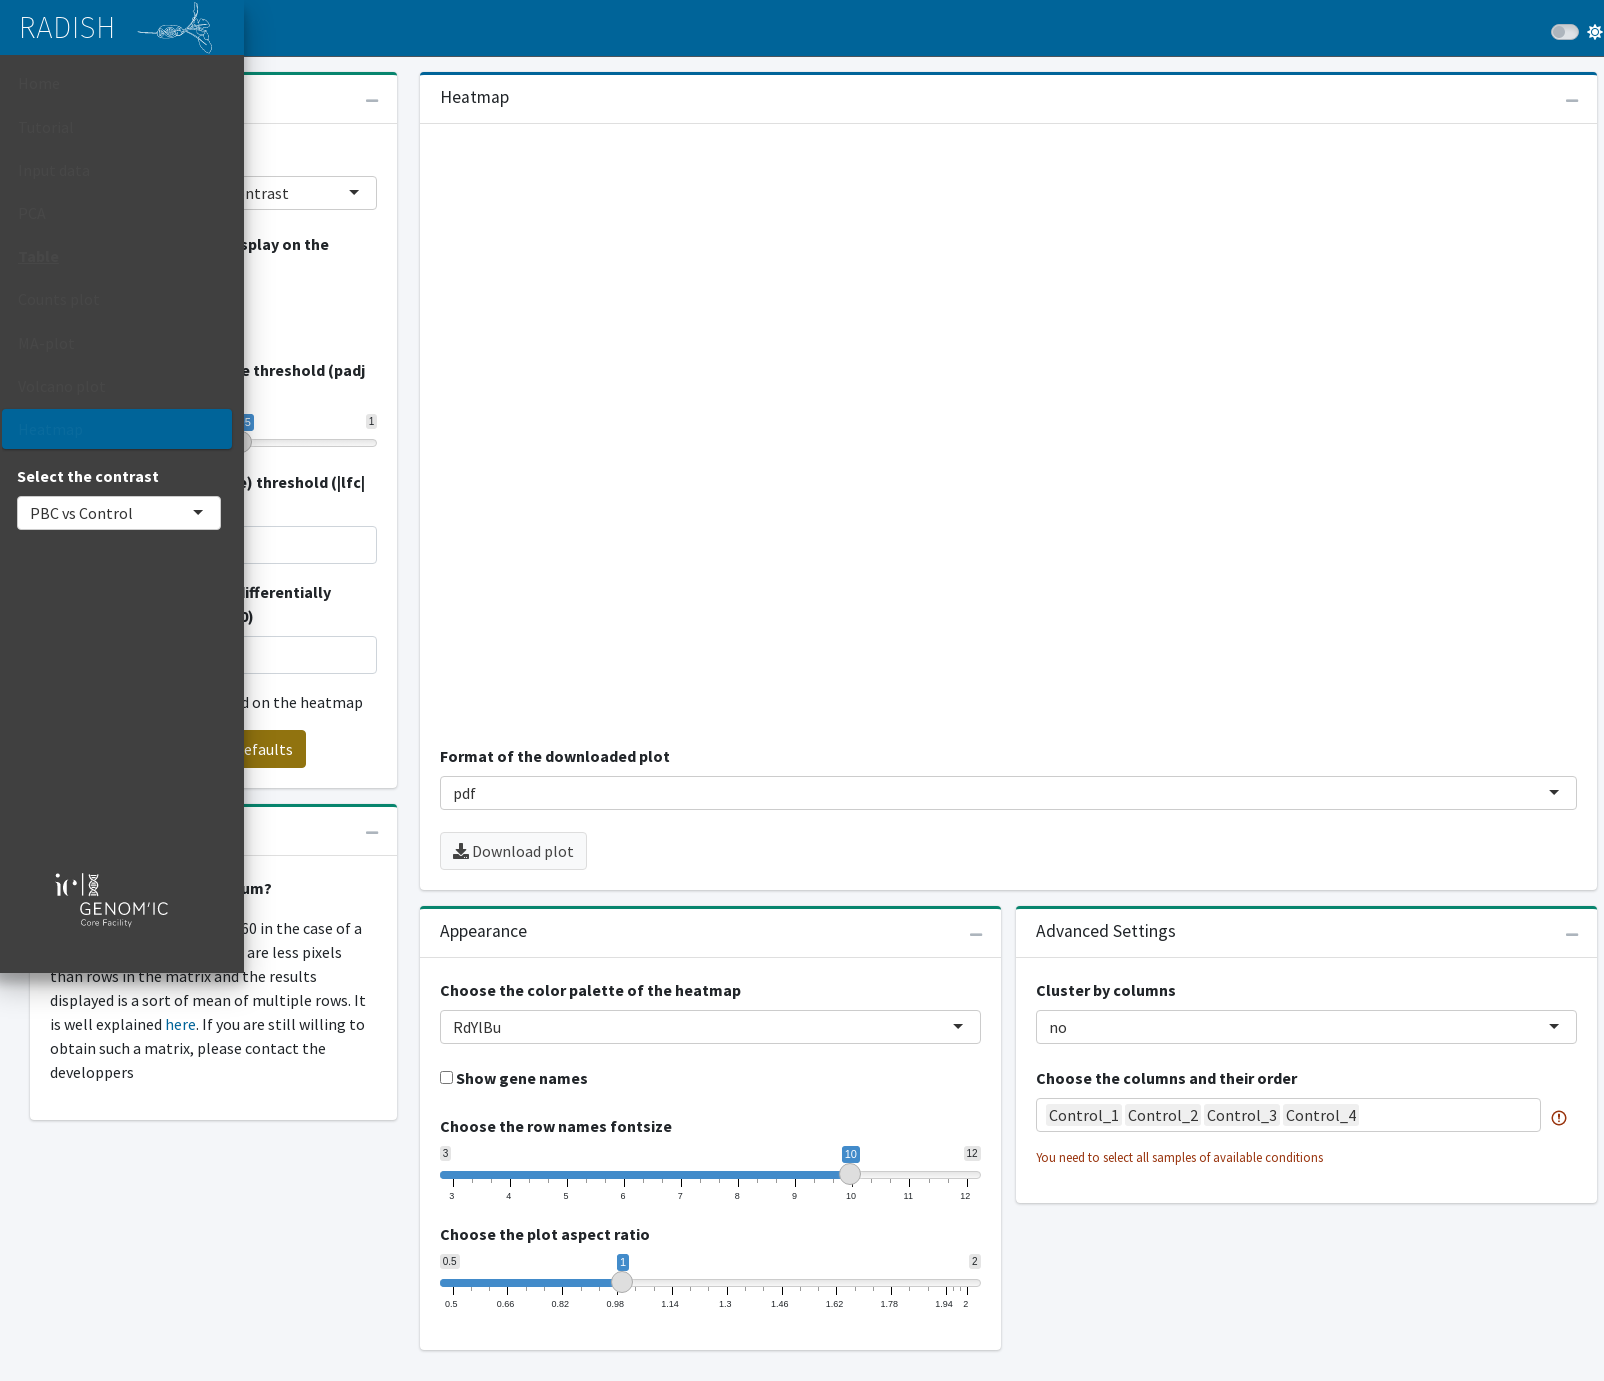 RADISH
Home
Tutorial
Input data
PCA
Table
Counts plot
MA-plot
Volcano plot
Heatmap
Select the contrast
PBC vs Control
ic
GENOM'IC
Core Facility
ntrast
splay on the
e threshold (padj
5
1
e) threshold (|lfc|
ifferentially
0)
d on the heatmap
efaults
um?
60 in the case of a
are less pixels
than rows in the matrix and the results
displayed is a sort of mean of multiple rows. It
is well explained here. If you are still willing to
obtain such a matrix, please contact the
developpers
Heatmap
Format of the downloaded plot
pdf
Download plot
Appearance
Choose the color palette of the heatmap
RdYlBu
Show gene names
Choose the row names fontsize
3 10 12
3 4 5 6 7 8 9 10 11 12
Choose the plot aspect ratio
0.5 1 2
0.5 0.66 0.82 0.98 1.14 1.3 1.46 1.62 1.78 1.94 2
Advanced Settings
Cluster by columns
no
Choose the columns and their order
Control_1 Control_2 Control_3 Control_4
You need to select all samples of available conditions